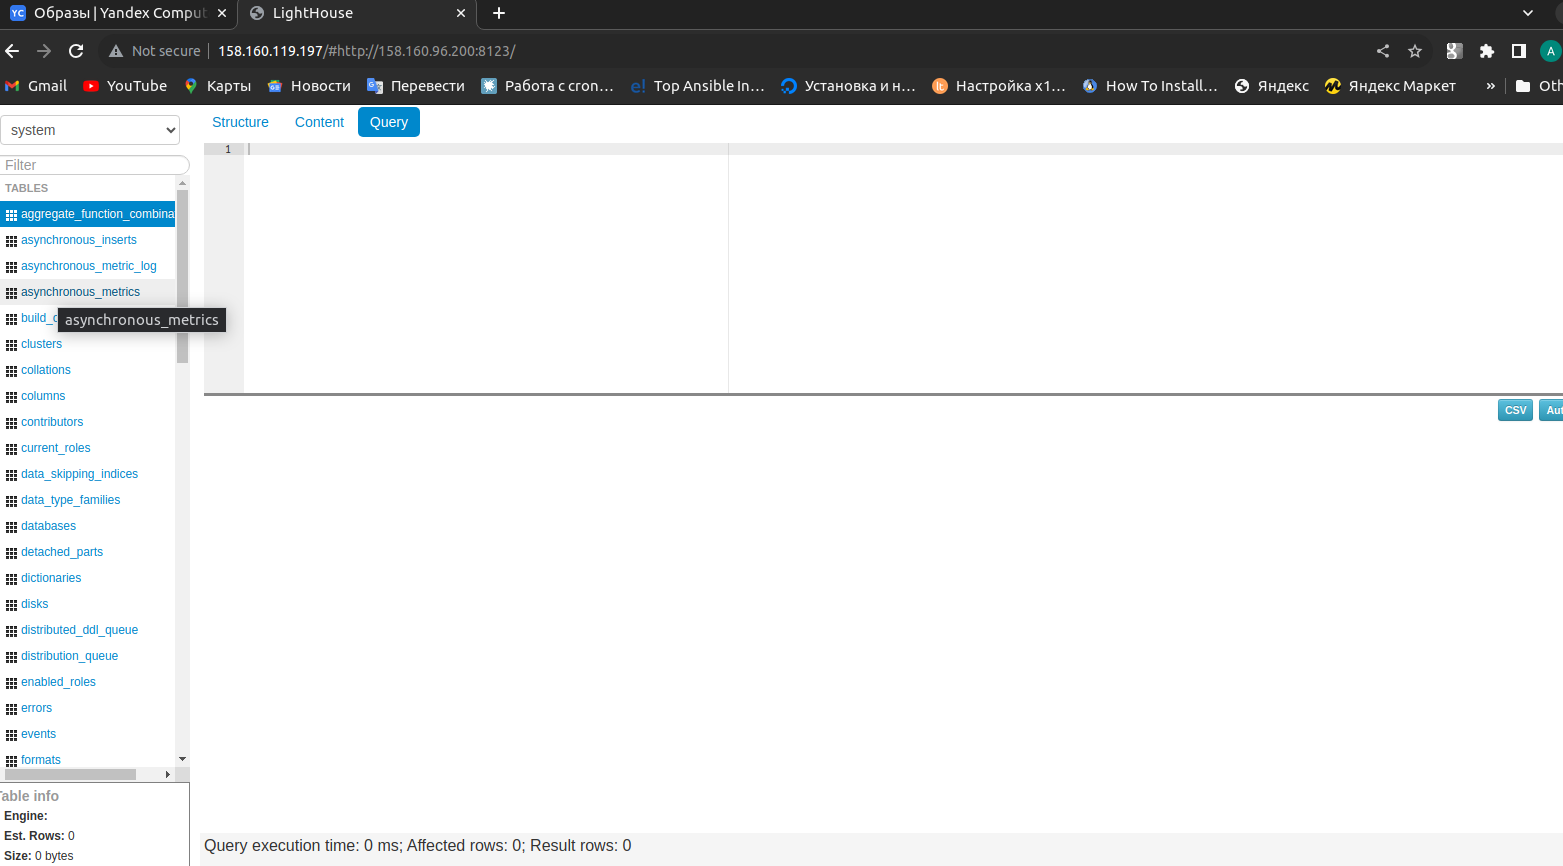 Образы | Yandex Comput
LightHouse
Not secure 158.160.119.197/#http://158.160.96.200:8123/
A
Gmail YouTube Карты Новости Перевести Работа с cron... Top Ansible In... Установка и н... Настройка x1... How To Install... Яндекс Яндекс Маркет » Oth
system
Structure Content Query
Filter
1
TABLES
aggregate_function_combina
asynchronous_inserts
asynchronous_metric_log
asynchronous_metrics
build_o
asynchronous_metrics
clusters
collations
columns
CSV Aut
contributors
current_roles
data_skipping_indices
data_type_families
databases
detached_parts
dictionaries
disks
distributed_ddl_queue
distribution_queue
enabled_roles
errors
events
formats
Table info
Engine:
Est. Rows: 0
Size: 0 bytes
Query execution time: 0 ms; Affected rows: 0; Result rows: 0